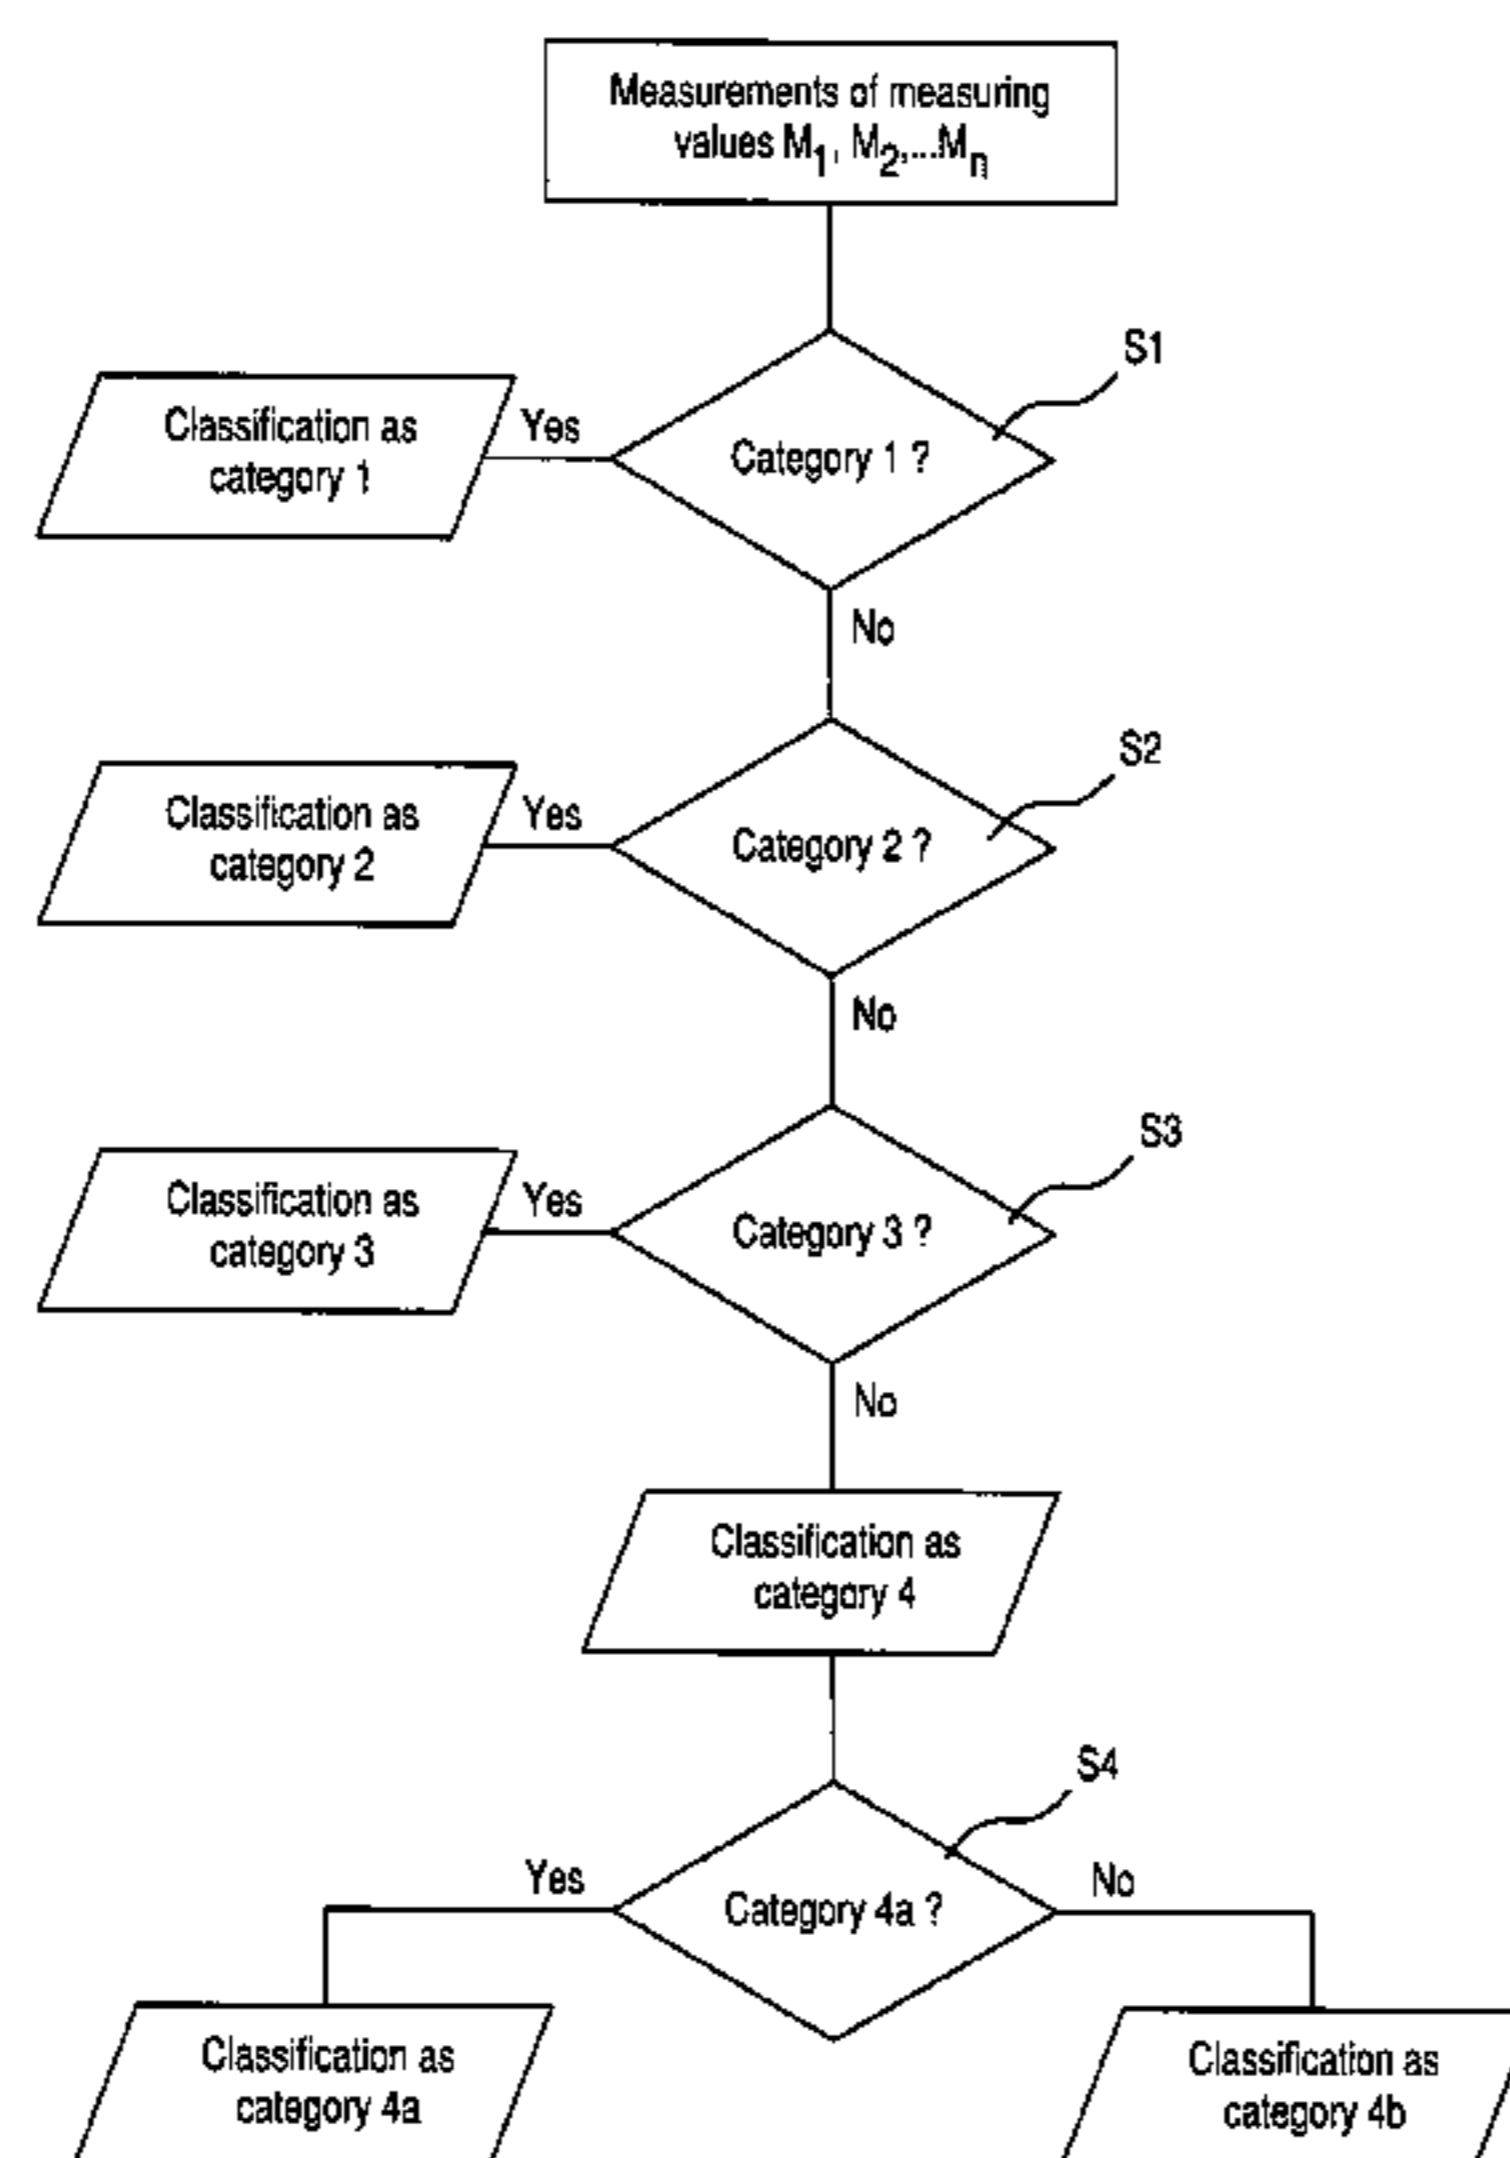 Measurements of measuring
values M1, M2,...Mn
S1
Classification as
category 1
Yes
Category 1 ?
No
S2
Classification as
category 2
Yes
Category 2 ?
No
S3
Classification as
category 3
Yes
Category 3 ?
No
Classification as
category 4
S4
Yes
Category 4a ?
No
Classification as
category 4a
Classification as
category 4b